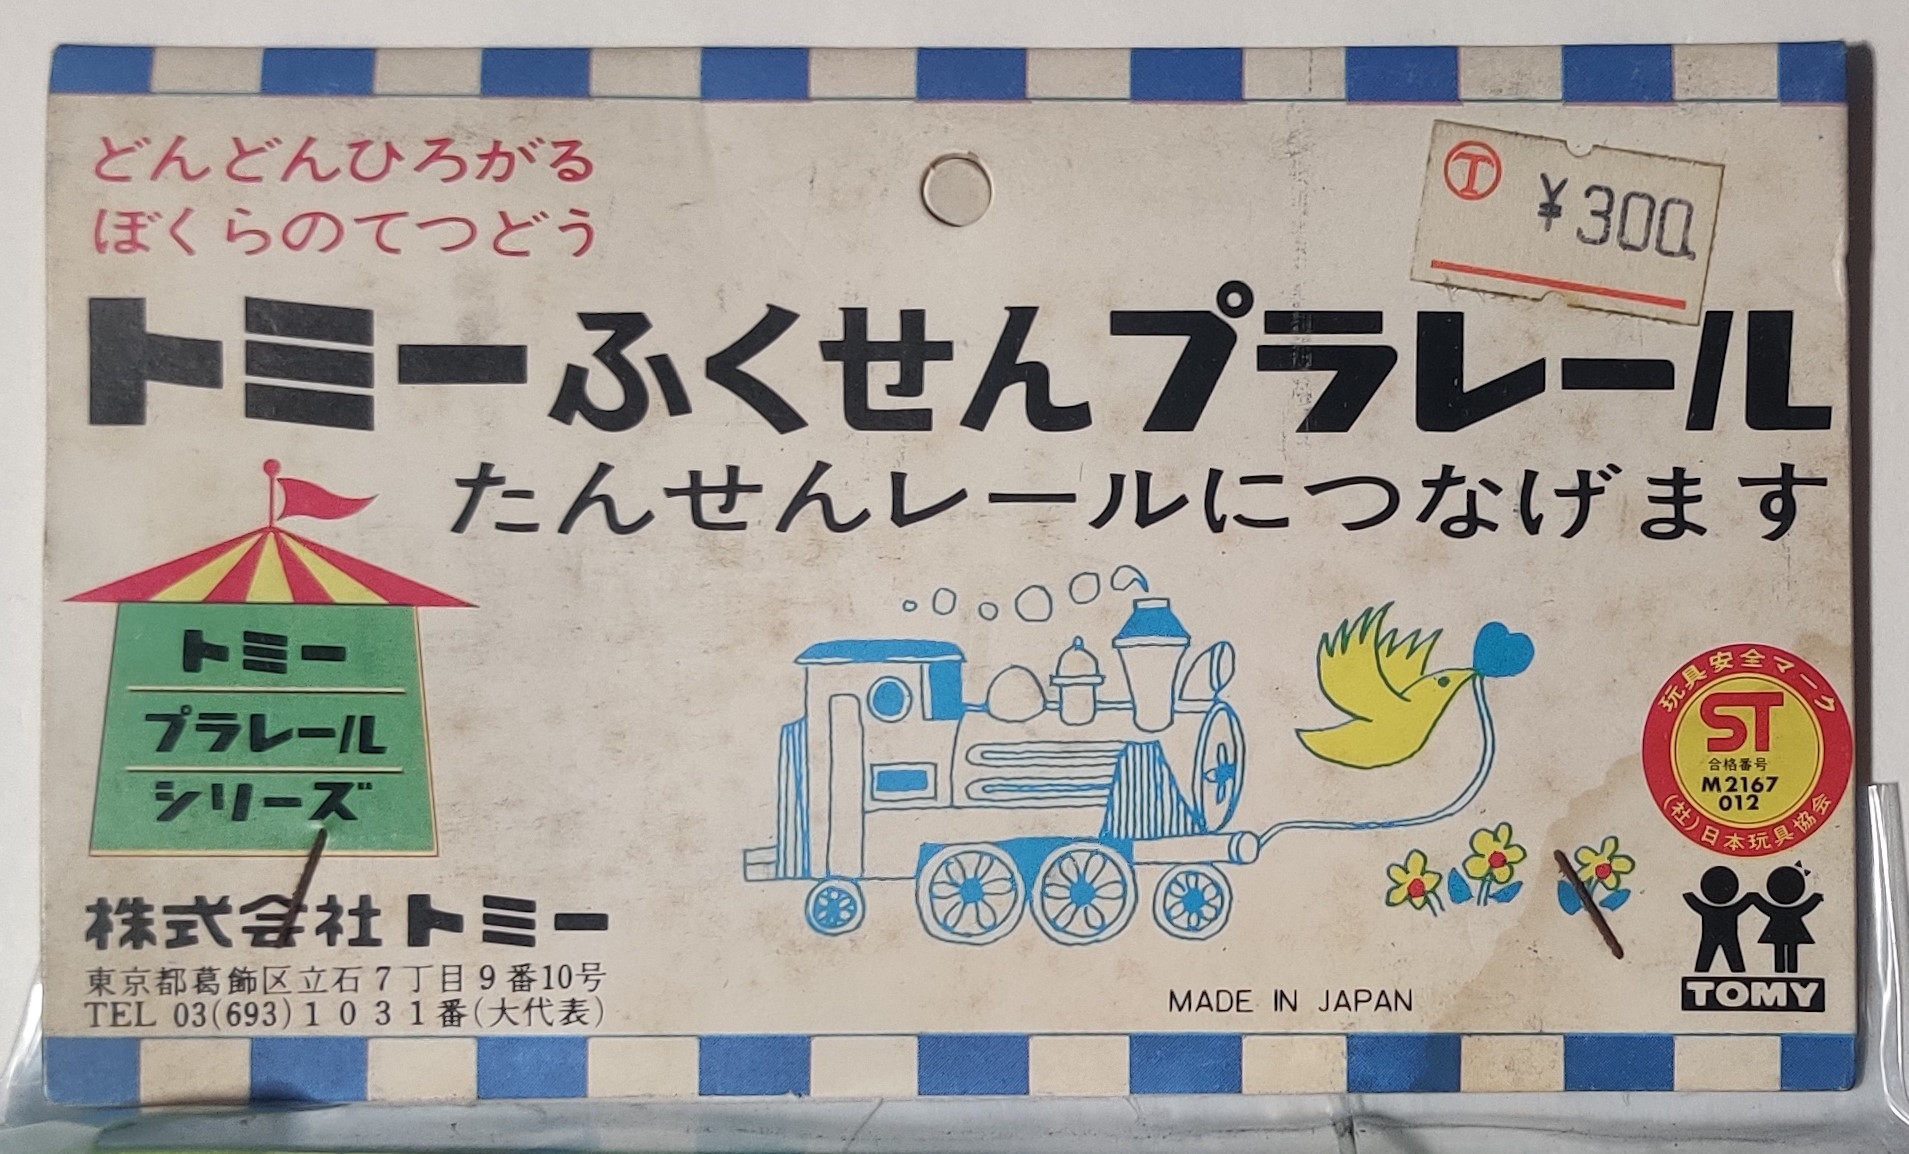 どんどんひろがる
ぼくらのてつどう
¥300
トミーふくせんプラレール
たんせんレールにつなげます
トミー
プラレール
シリーズ
玩具安全マーク
ST
合格番号
M2167
012
(社)日本玩具協会
株式会社トミー
東京都葛飾区立石7丁目9番10号
TEL 03(693)1031番(大代表)
MADE IN JAPAN
TOMY